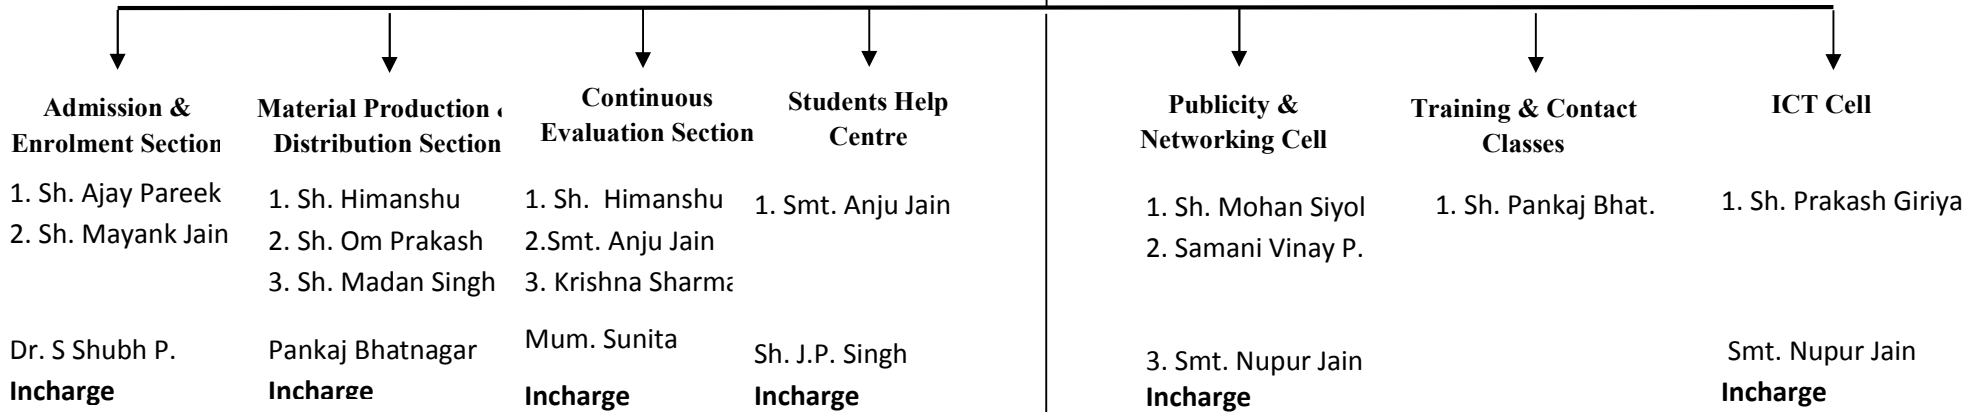 Admission &
Enrolment Section
1. Sh. Ajay Pareek
2. Sh. Mayank Jain
Dr. S Shubh P.
Incharge
Material Production &
Distribution Section
1. Sh. Himanshu
2. Sh. Om Prakash
3. Sh. Madan Singh
Pankaj Bhatnagar
Incharge
Continuous
Evaluation Section
1. Sh. Himanshu
2.Smt. Anju Jain
3. Krishna Sharma
Mum. Sunita
Incharge
Students Help
Centre
1. Smt. Anju Jain
Sh. J.P. Singh
Incharge
Publicity &
Networking Cell
1. Sh. Mohan Siyol
2. Samani Vinay P.
3. Smt. Nupur Jain
Incharge
Training & Contact
Classes
1. Sh. Pankaj Bhat.
ICT Cell
1. Sh. Prakash Giriya
Smt. Nupur Jain
Incharge